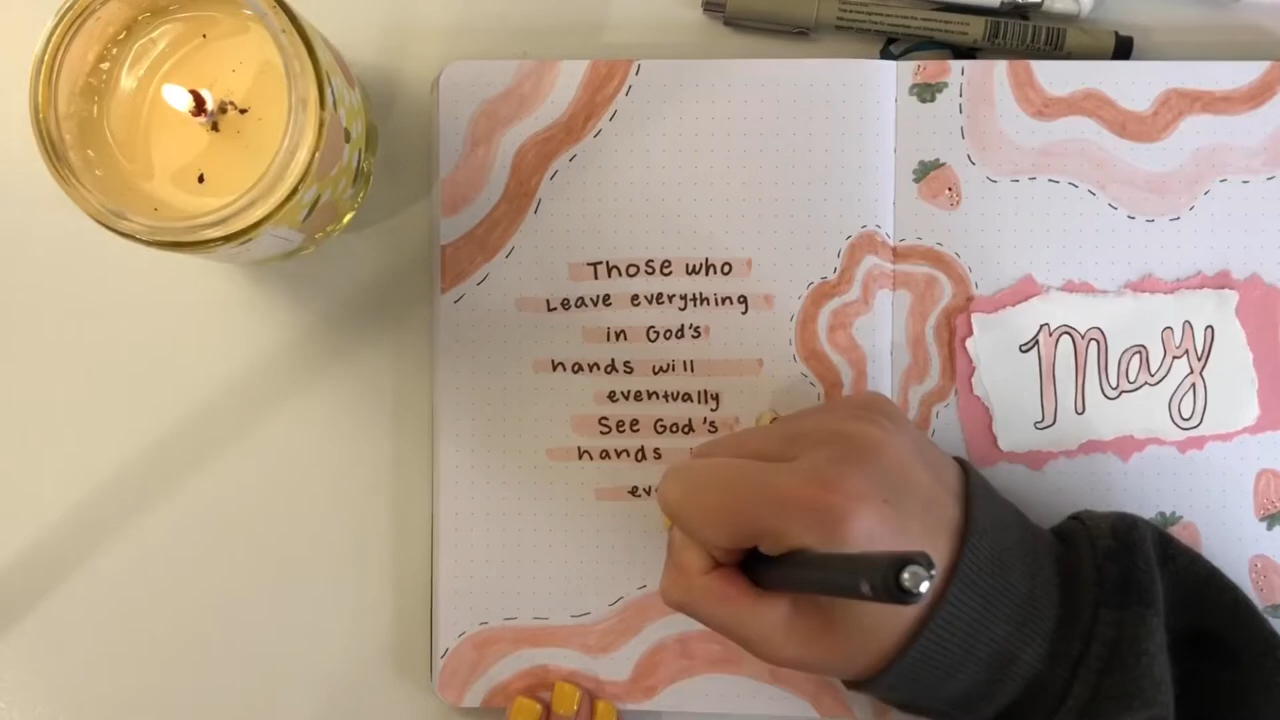 Those who
Leave everything
in God's
hands will
eventually
See God's
hands
May